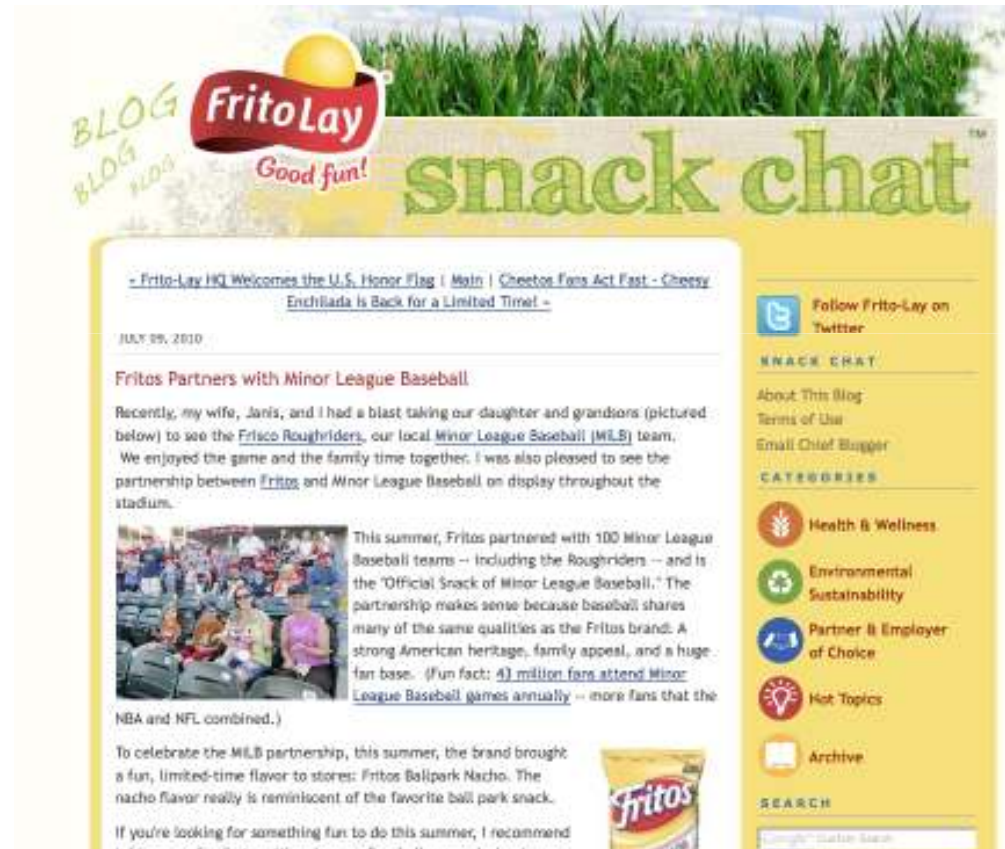 BLOG
BLOG
BLOG
FritoLay
Good fun!
snack chat™
« Frito-Lay HQ Welcomes the U.S. Honor Flag | Main | Cheetos Fans Act Fast - Cheesy
Enchilada Is Back for a Limited Time! »
JULY 09, 2010
Fritos Partners with Minor League Baseball
Recently, my wife, Janis, and I had a blast taking our daughter and grandsons (pictured
below) to see the Frisco Roughriders, our local Minor League Baseball (MiLB) team.
We enjoyed the game and the family time together. I was also pleased to see the
partnership between Fritos and Minor League Baseball on display throughout the
stadium.
This summer, Fritos partnered with 100 Minor League
Baseball teams -- including the Roughriders -- and is
the "Official Snack of Minor League Baseball." The
partnership makes sense because baseball shares
many of the same qualities as the Fritos brand: A
strong American heritage, family appeal, and a huge
fan base. (Fun fact: 43 million fans attend Minor
League Baseball games annually -- more fans that the
NBA and NFL combined.)
To celebrate the MiLB partnership, this summer, the brand brought
a fun, limited-time flavor to stores: Fritos Ballpark Nacho. The
nacho flavor really is reminiscent of the favorite ball park snack.
If you're looking for something fun to do this summer, I recommend
Fritos
Follow Frito-Lay on
Twitter
SNACK CHAT
About This Blog
Terms of Use
Email Chief Blogger
CATEGORIES
Health & Wellness
Environmental
Sustainability
Partner & Employer
of Choice
Hot Topics
Archive
SEARCH
Google™ Custom Search